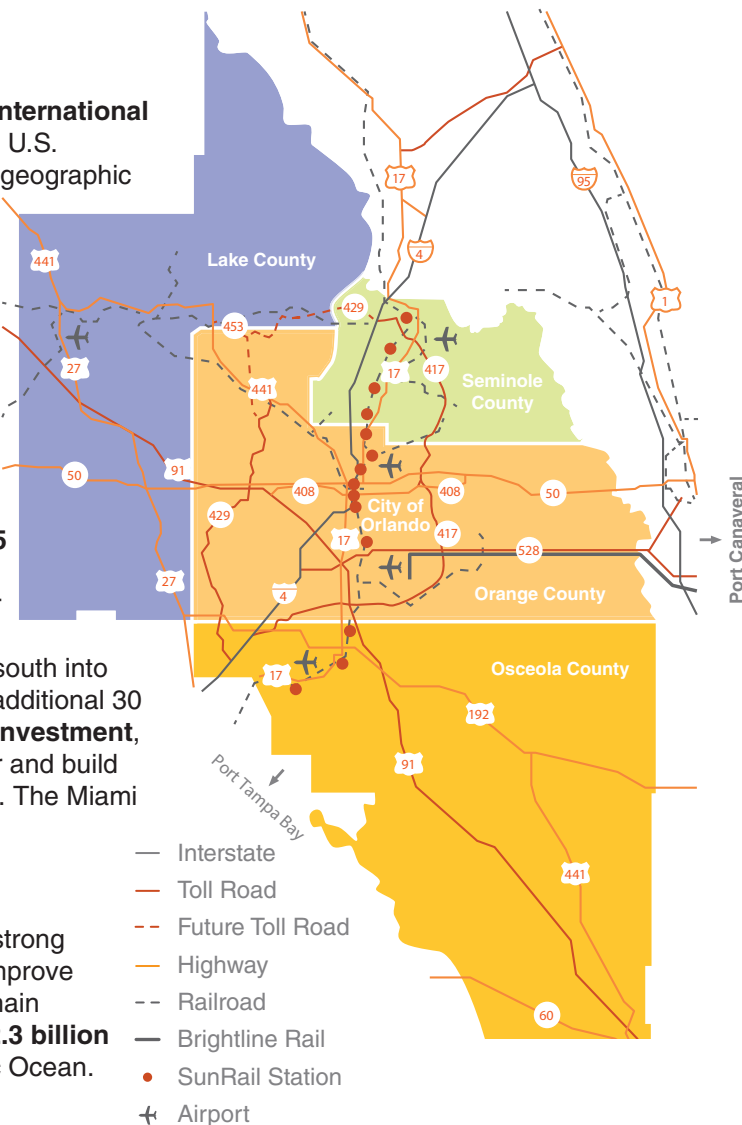 nternational
U.S.
geographic
5
.
south into
additional 30
nvestment,
r and build
. The Miami
strong
mprove
nain
.3 billion
c Ocean.
17
95
4
441
Lake County
1
429
453
27
17
417
441
Seminole
County
91
50
408
408
50
City of
Orlando
429
17
417
528
27
4
Orange County
Port Canaveral
17
Osceola County
192
91
Port Tampa Bay
441
60
Interstate
Toll Road
Future Toll Road
Highway
Railroad
Brightline Rail
SunRail Station
Airport